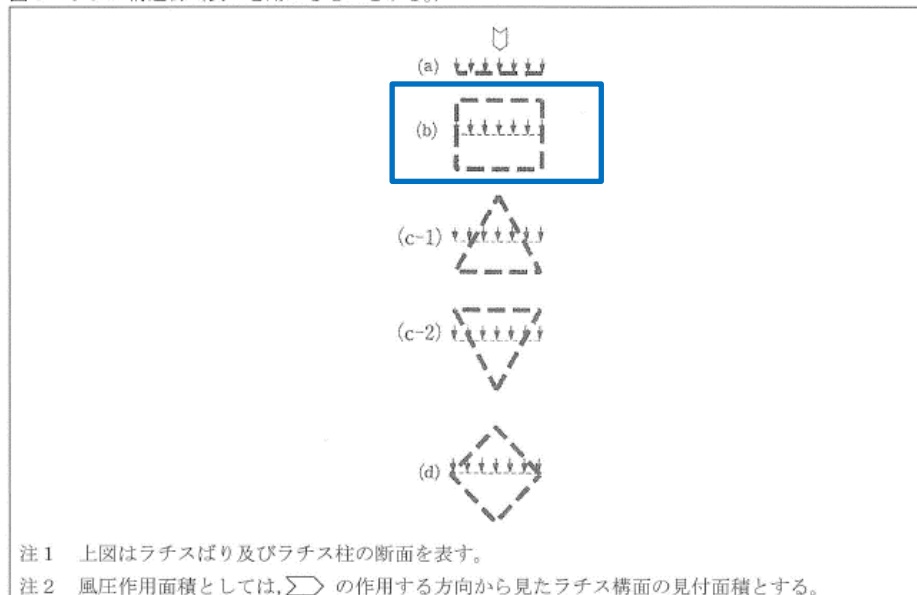 (a)
(b)
(c-1)
(c-2)
(d)
注1 上図はラチスばり及びラチス柱の断面を表す。
注2 風圧作用面積としては, の作用する方向から見たラチス構面の見付面積とする。